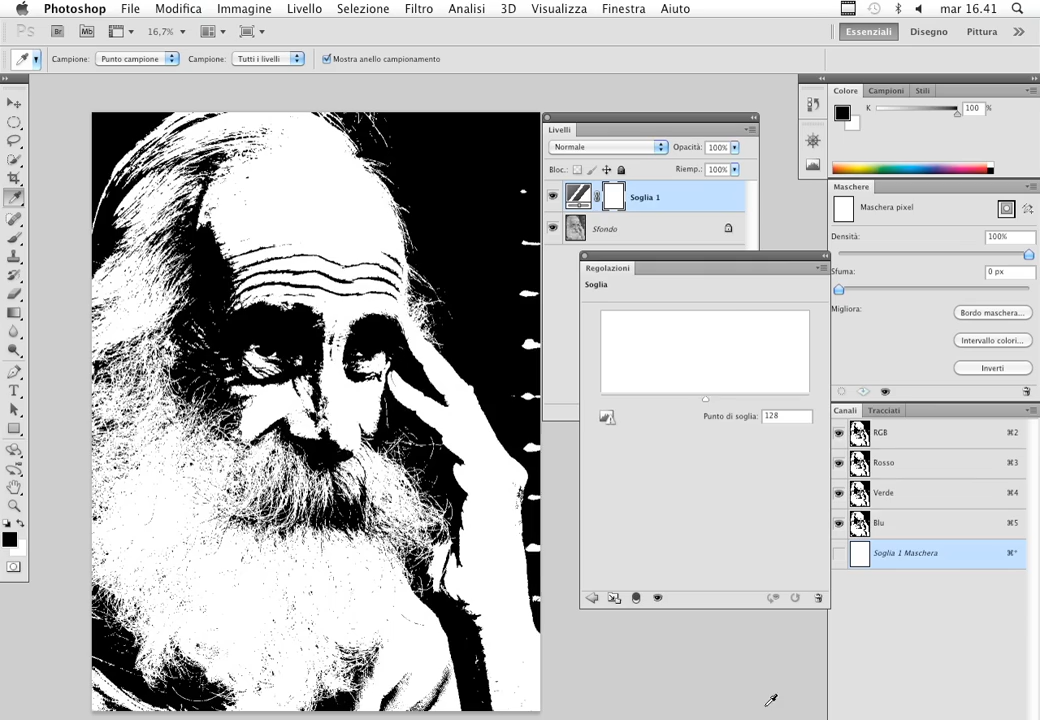 Photoshop File Modifica Immagine Livello Selezione Filtro Analisi 3D Visualizza Finestra Aiuto mar 16.41
Ps Br Mb 16,7% Essenziali Disegno Pittura
Campione: Punto campione Campione: Tutti i livelli Mostra anello campionamento
Livelli
Normale Opacità: 100%
Bloc.: Riemp.: 100%
Soglia 1
Sfondo
Regolazioni
Soglia
Punto di soglia: 128
Colore Campioni Stili
K 100 %
Maschere
Maschera pixel
Densità: 100%
Sfuma: 0 px
Migliora: Bordo maschera...
Intervallo colori...
Inverti
Canali Tracciati
RGB ⌘2
Rosso ⌘3
Verde ⌘4
Blu ⌘5
Soglia 1 Maschera